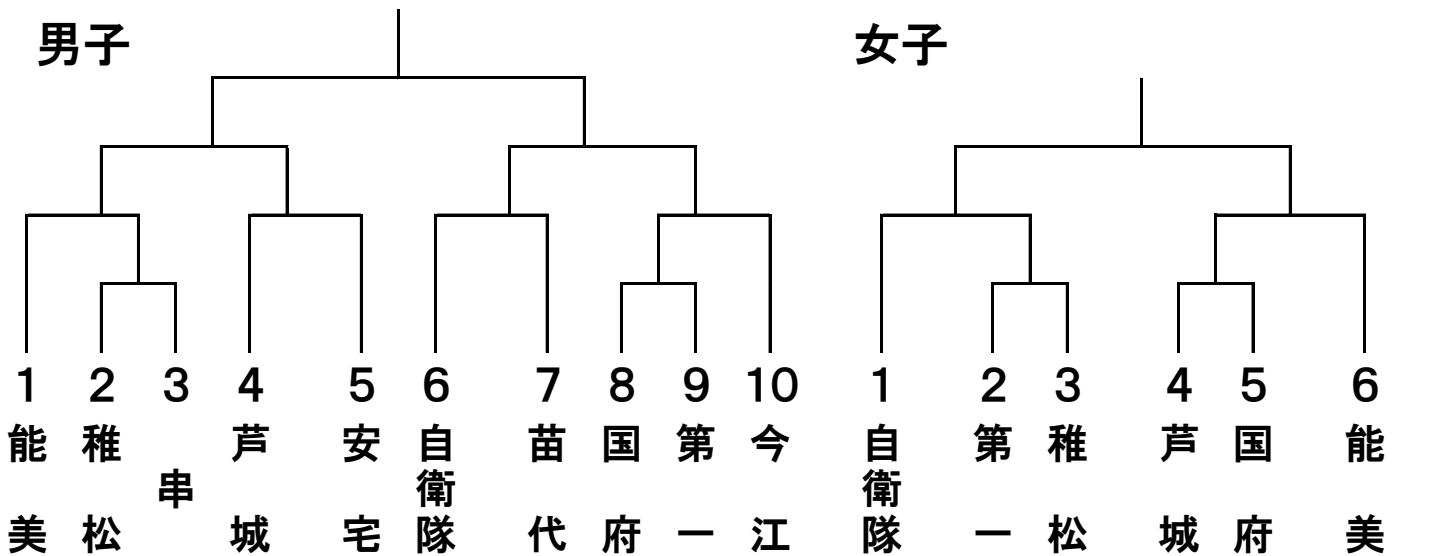 男子
女子
1 2 3 4 5 6 7 8 9 10
能美
稚松
串
芦城
安宅
自衛隊
苗代
国府
第一
今江
1 2 3 4 5 6
自衛隊
第一
稚松
芦城
国府
能美